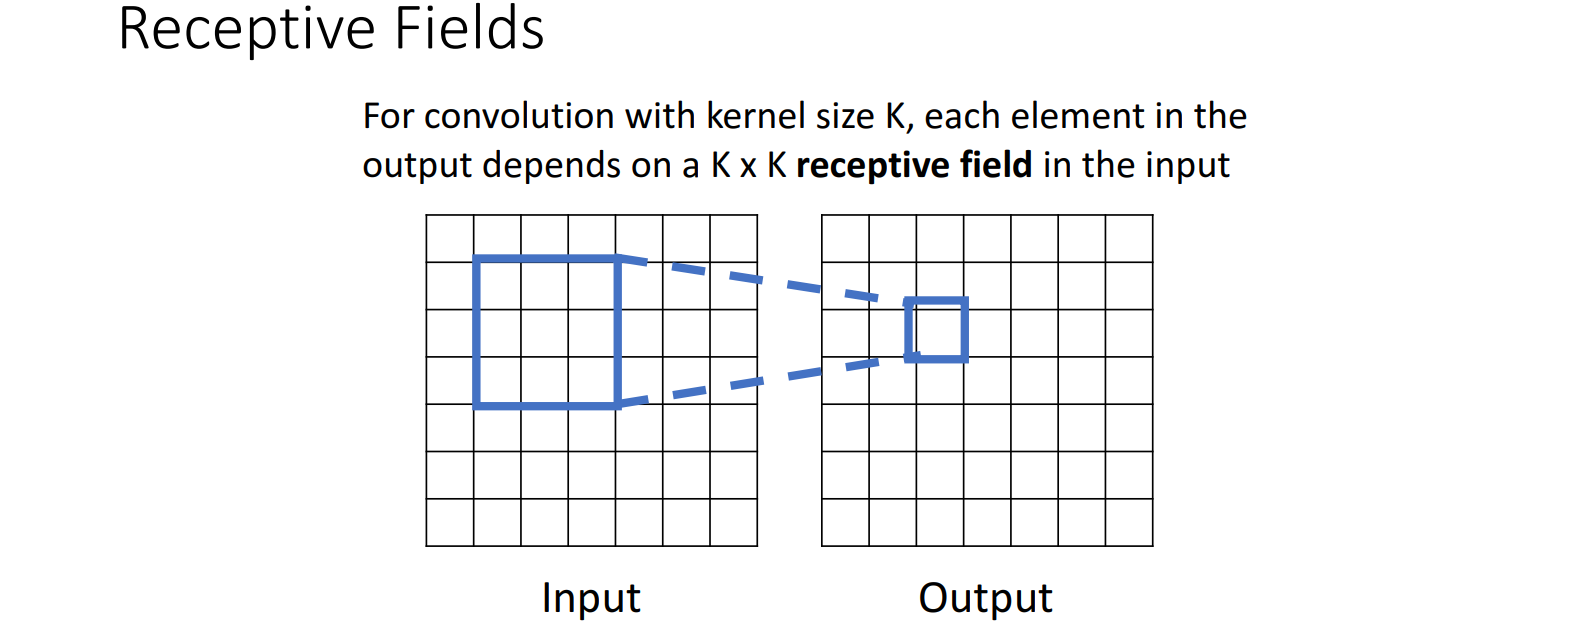 Receptive Fields
For convolution with kernel size K, each element in the
output depends on a K x K receptive field in the input
Input
Output